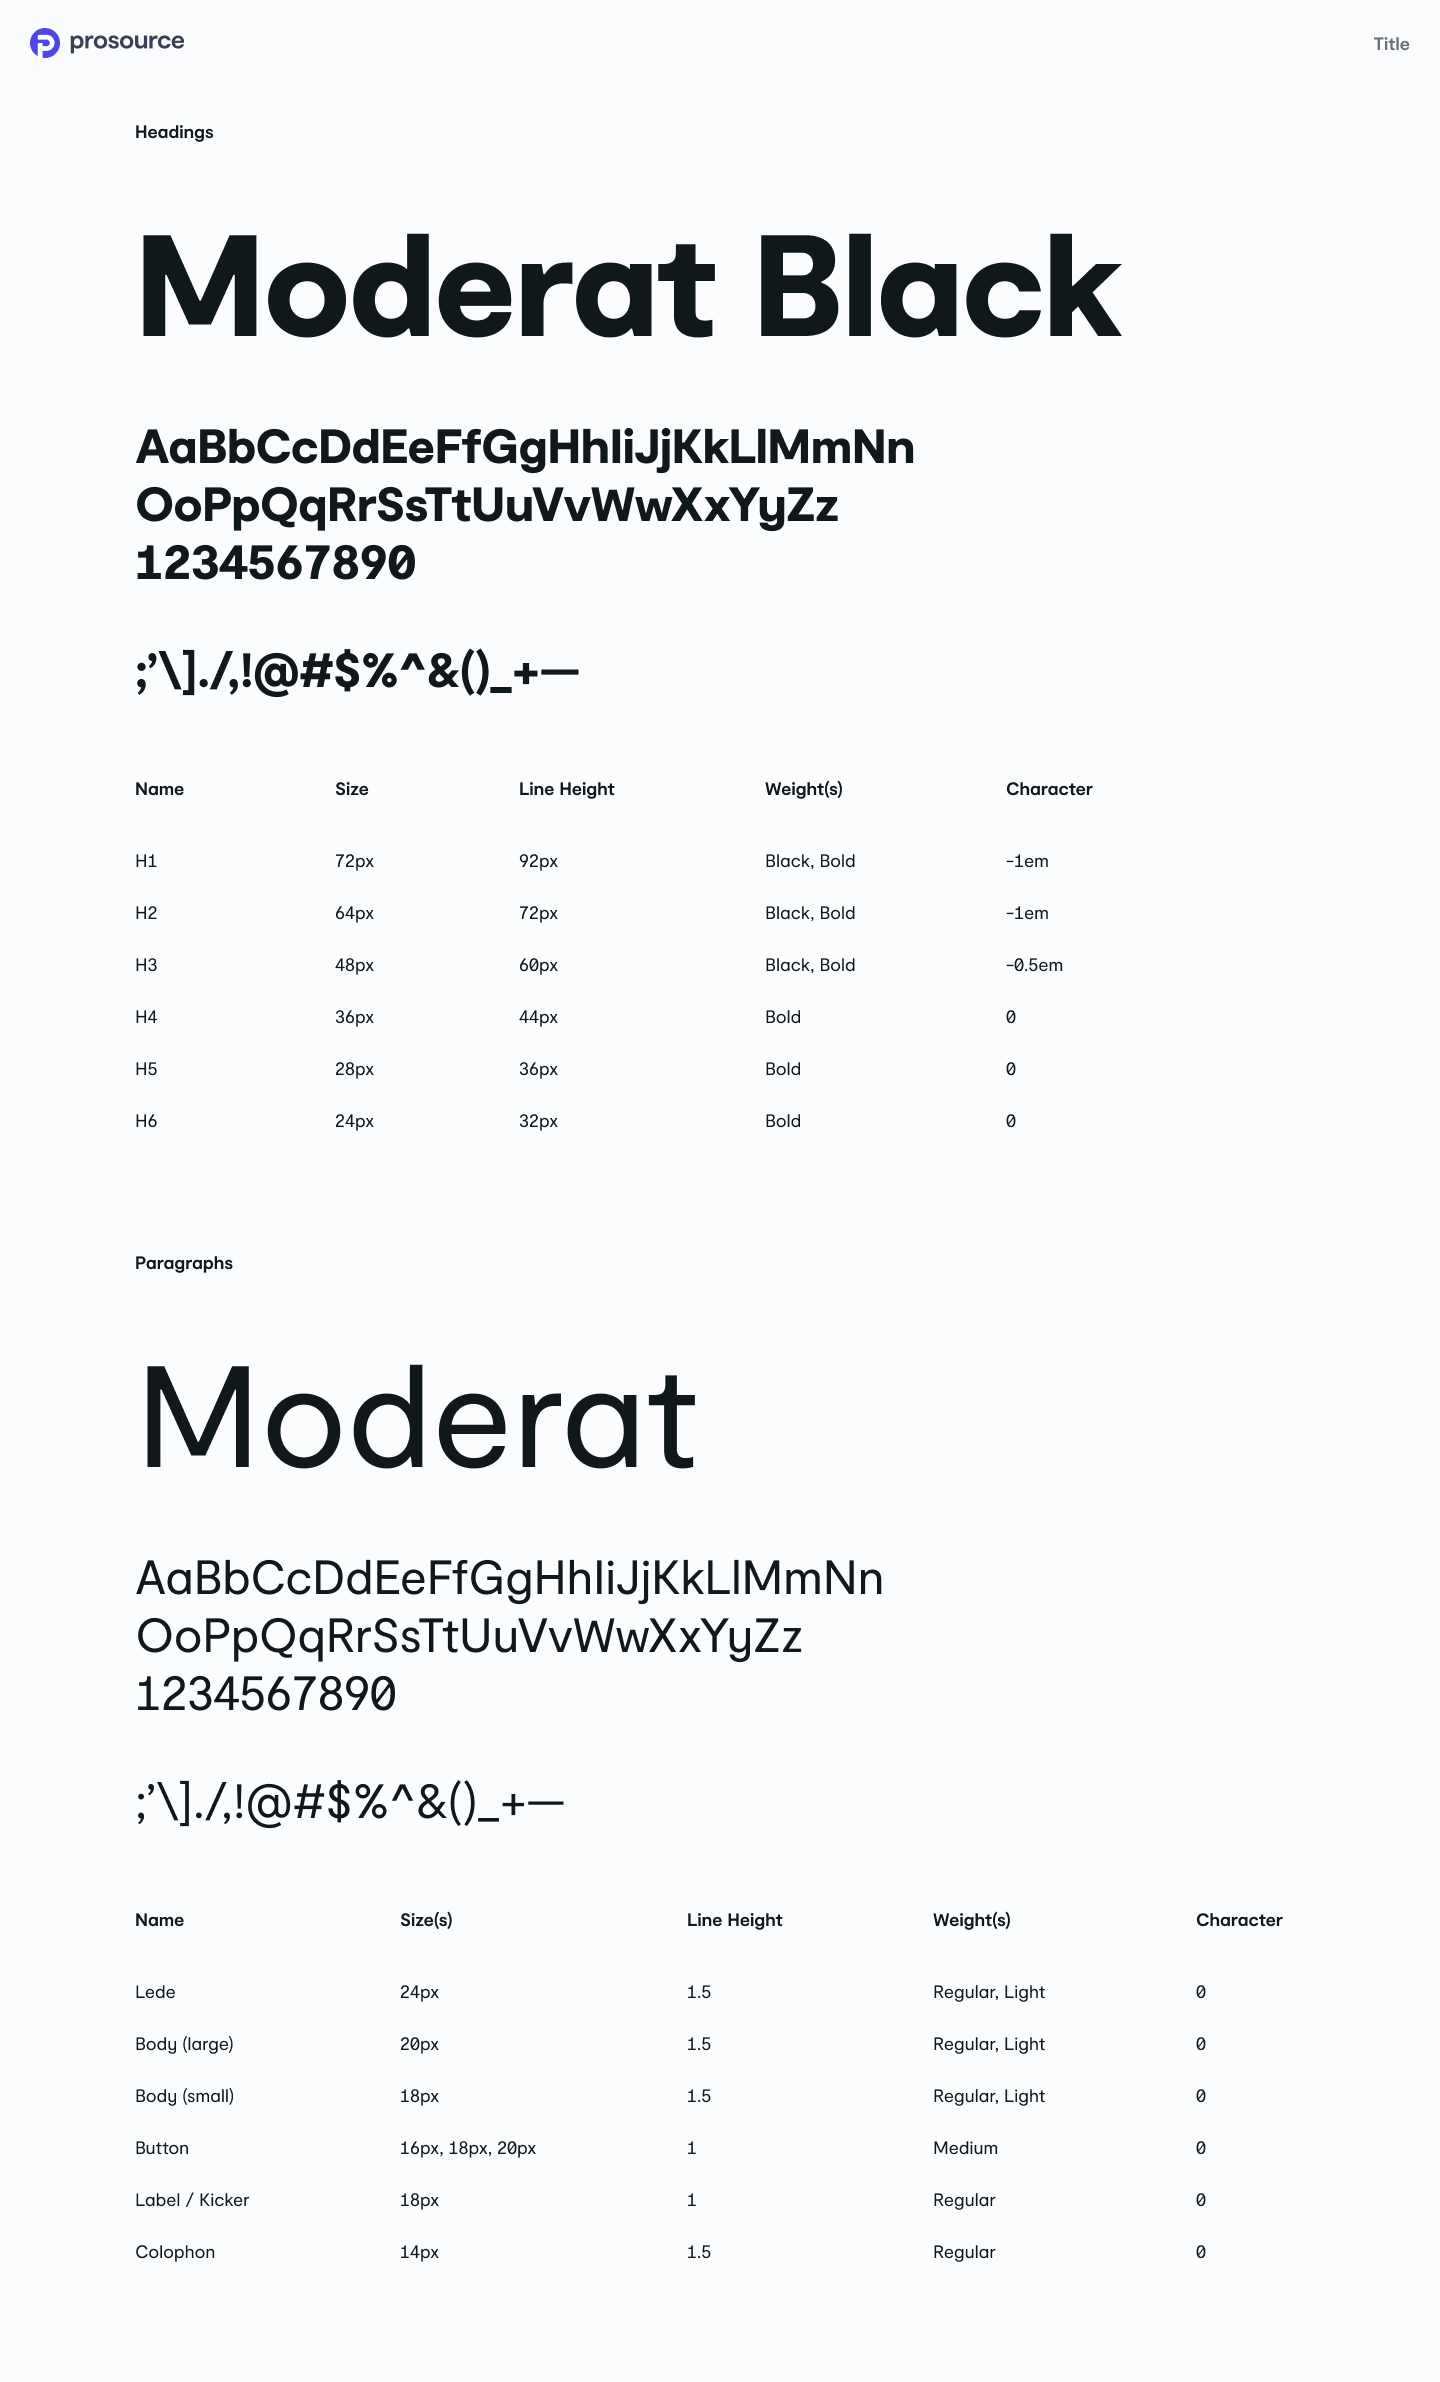 prosource
Title
Headings
Moderat Black
AaBbCcDdEeFfGgHhIiJjKkLlMmNn
OoPpQqRrSsTtUuVvWwXxYyZz
1234567890
;’\]./,!@#$%^&()_+—
Name Size Line Height Weight(s) Character
H1 72px 92px Black, Bold -1em
H2 64px 72px Black, Bold -1em
H3 48px 60px Black, Bold -0.5em
H4 36px 44px Bold 0
H5 28px 36px Bold 0
H6 24px 32px Bold 0
Paragraphs
Moderat
AaBbCcDdEeFfGgHhIiJjKkLlMmNn
OoPpQqRrSsTtUuVvWwXxYyZz
1234567890
;’\]./,!@#$%^&()_+—
Name Size(s) Line Height Weight(s) Character
Lede 24px 1.5 Regular, Light 0
Body (large) 20px 1.5 Regular, Light 0
Body (small) 18px 1.5 Regular, Light 0
Button 16px, 18px, 20px 1 Medium 0
Label / Kicker 18px 1 Regular 0
Colophon 14px 1.5 Regular 0